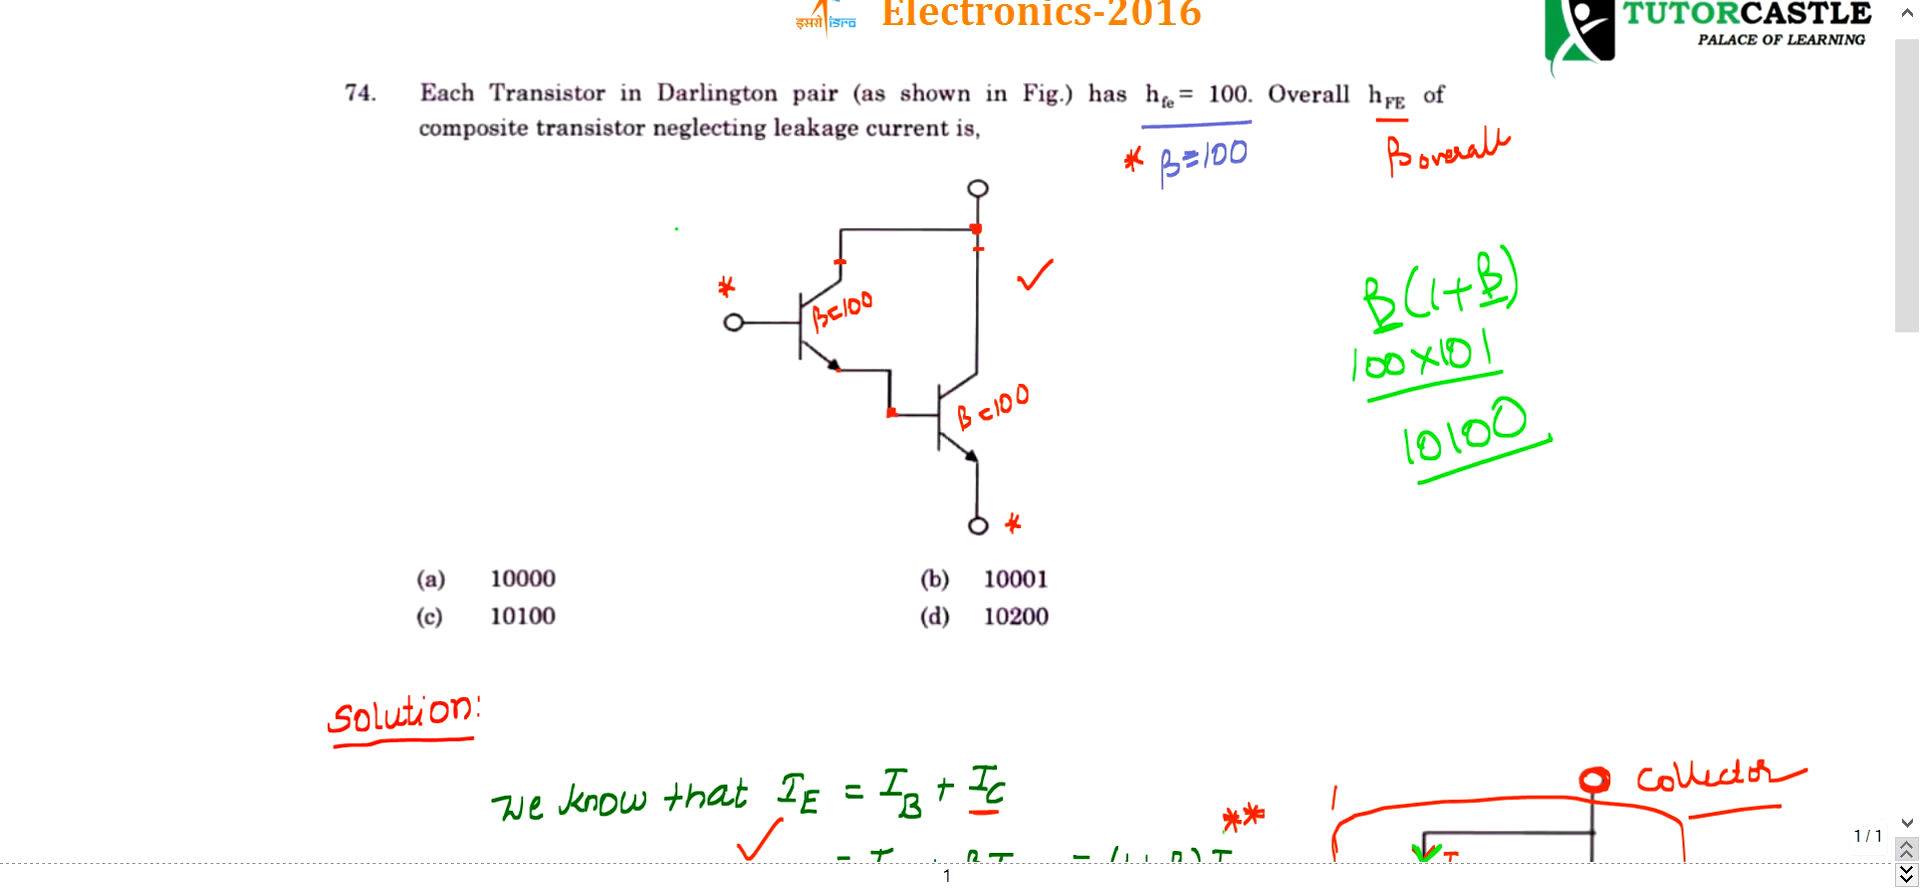 इसरो isro
Electronics-2016
TUTORCASTLE
PALACE OF LEARNING
74. Each Transistor in Darlington pair (as shown in Fig.) has hfe = 100. Overall hFE of
composite transistor neglecting leakage current is,
* β=100
β overall
*
β=100
β=100
*
β(1+β)
100×101
10100
(a) 10000
(b) 10001
(c) 10100
(d) 10200
Solution:
We know that IE = IB + IC
**
collector
1 / 1
1